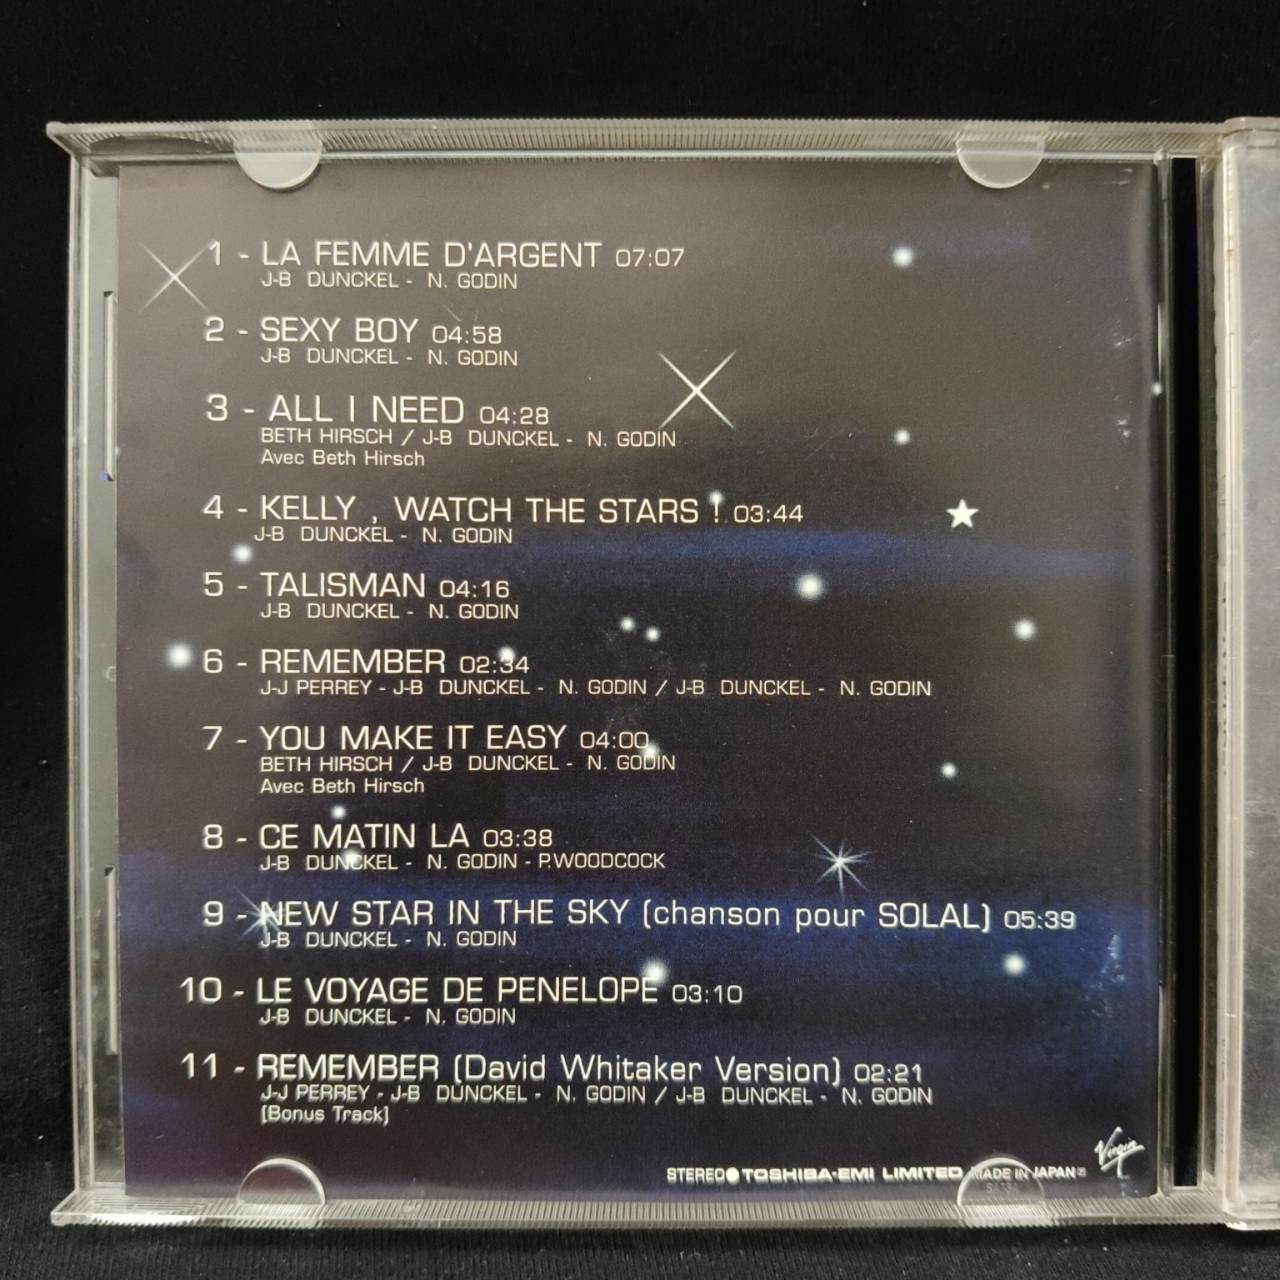 1 - LA FEMME D'ARGENT 07:07
J-B DUNCKEL - N. GODIN
2 - SEXY BOY 04:58
J-B DUNCKEL - N. GODIN
3 - ALL I NEED 04:28
BETH HIRSCH / J-B DUNCKEL - N. GODIN
Avec Beth Hirsch
4 - KELLY , WATCH THE STARS ! 03:44
J-B DUNCKEL - N. GODIN
5 - TALISMAN 04:16
J-B DUNCKEL - N. GODIN
6 - REMEMBER 02:34
J-J PERREY - J-B DUNCKEL - N. GODIN / J-B DUNCKEL - N. GODIN
7 - YOU MAKE IT EASY 04:00
BETH HIRSCH / J-B DUNCKEL - N. GODIN
Avec Beth Hirsch
8 - CE MATIN LA 03:38
J-B DUNCKEL - N. GODIN - P.WOODCOCK
9 - NEW STAR IN THE SKY (chanson pour SOLAL) 05:39
J-B DUNCKEL - N. GODIN
10 - LE VOYAGE DE PENELOPE 03:10
J-B DUNCKEL - N. GODIN
11 - REMEMBER (David Whitaker Version) 02:21
J-J PERREY - J-B DUNCKEL - N. GODIN / J-B DUNCKEL - N. GODIN
(Bonus Track)
Virgin
STEREO●TOSHIBA-EMI LIMITED MADE IN JAPAN